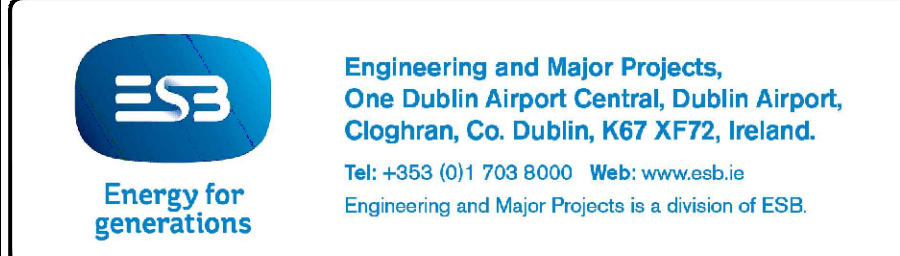 ESB
Energy for
generations
Engineering and Major Projects,
One Dublin Airport Central, Dublin Airport,
Cloghran, Co. Dublin, K67 XF72, Ireland.
Tel: +353 (0)1 703 8000 Web: www.esb.ie
Engineering and Major Projects is a division of ESB.